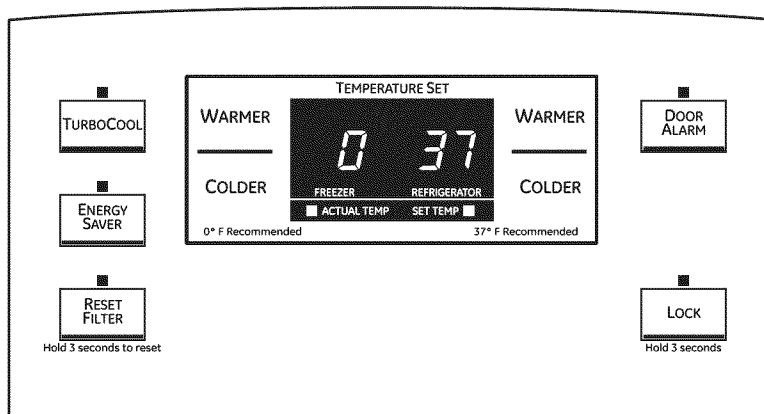 TEMPERATURE SET
TURBOCOOL
WARMER
0
37
WARMER
DOOR
ALARM
COLDER
FREEZER
REFRIGERATOR
COLDER
ENERGY
SAVER
ACTUAL TEMP
SET TEMP
0° F Recommended
37° F Recommended
RESET
FILTER
Hold 3 seconds to reset
LOCK
Hold 3 seconds